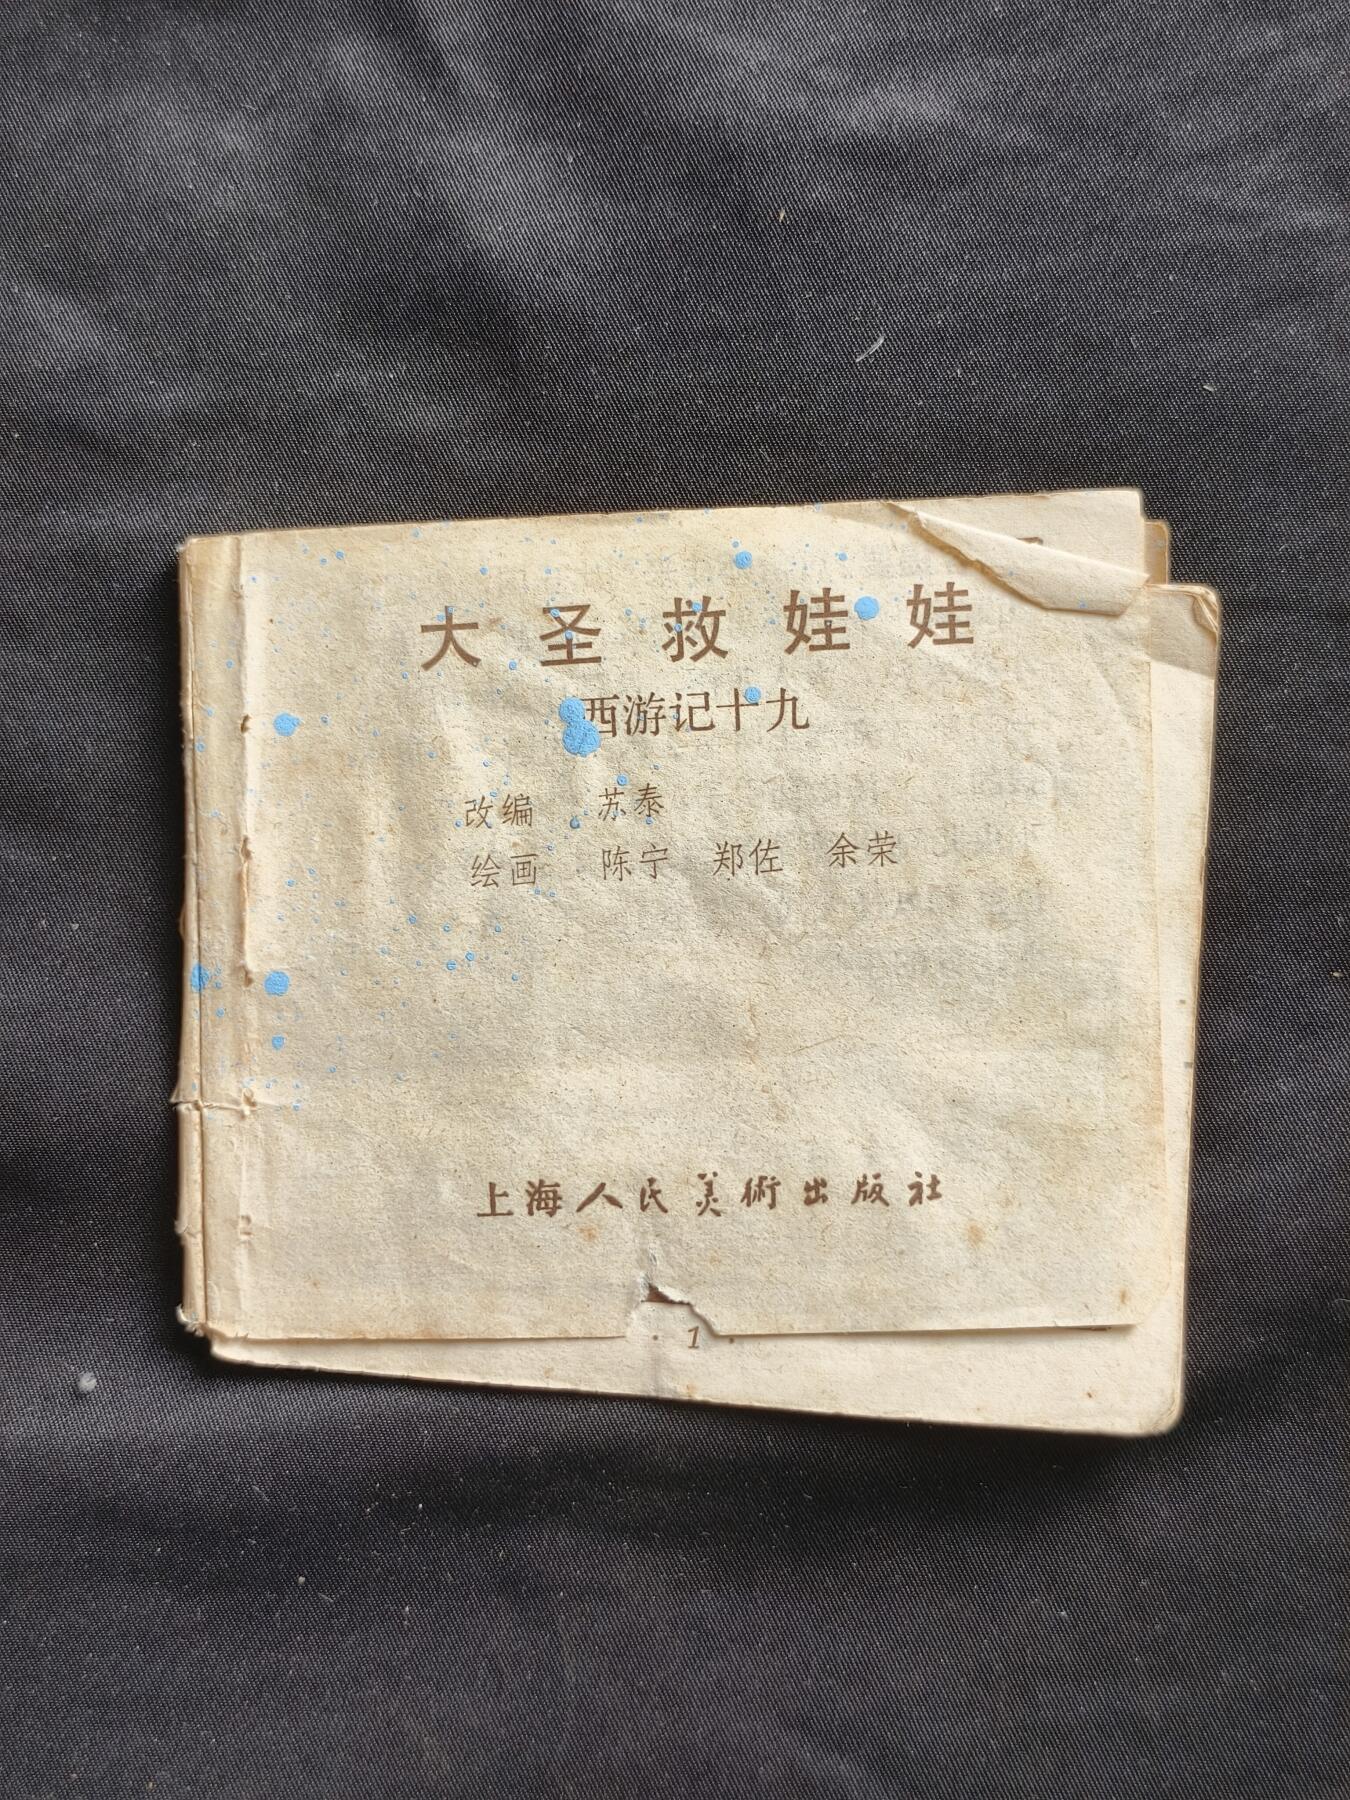 大圣救娃娃
西游记十九
改编 苏泰
绘画 陈宁 郑佐 余荣
上海人民美術出版社
· 1 ·